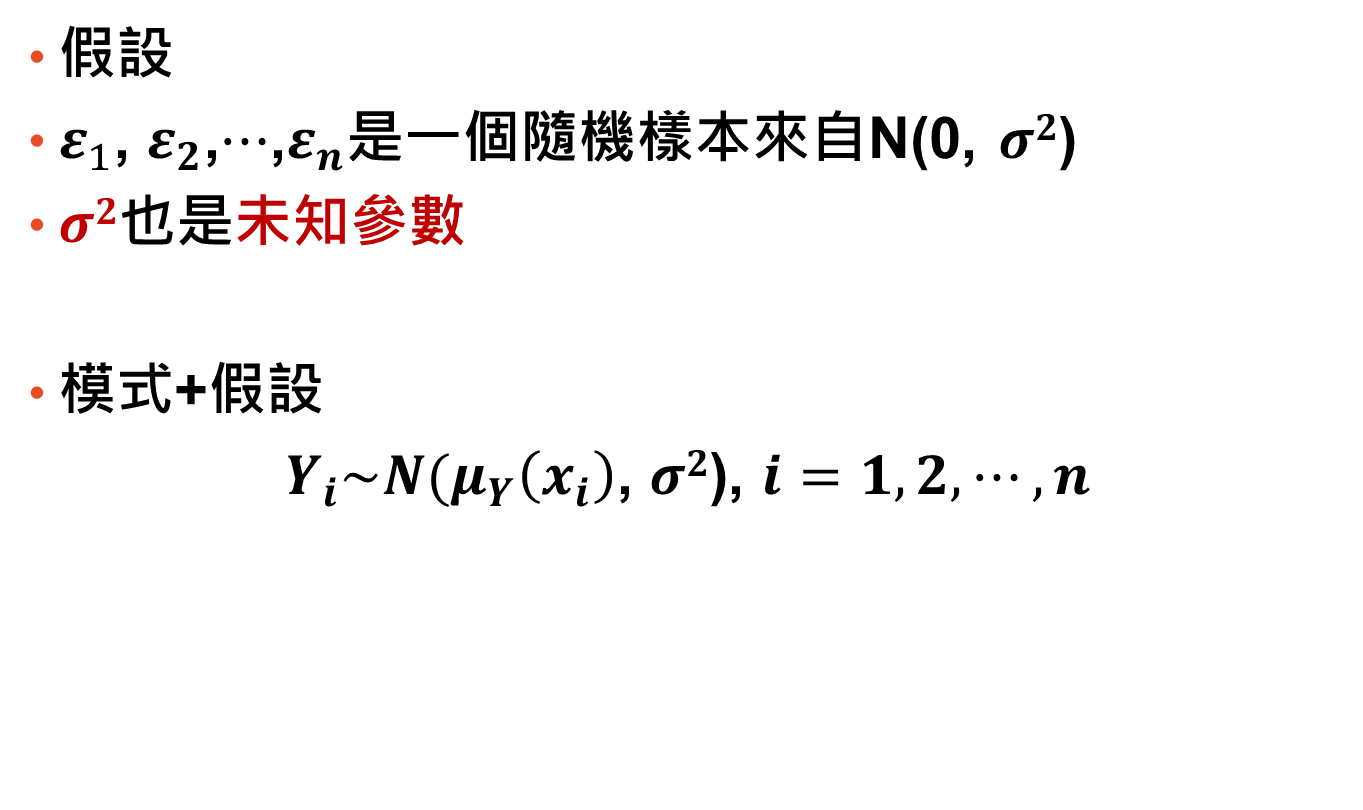 • 假設
• 𝜺₁, 𝜺₂,⋯,𝜺ₙ是一個隨機樣本來自N(0, 𝝈²)
• 𝝈²也是未知參數
• 模式+假設
𝒀ᵢ~𝑵(𝝁_𝒀(𝒙ᵢ), 𝝈²), 𝒊 = 𝟏,𝟐,⋯,𝒏